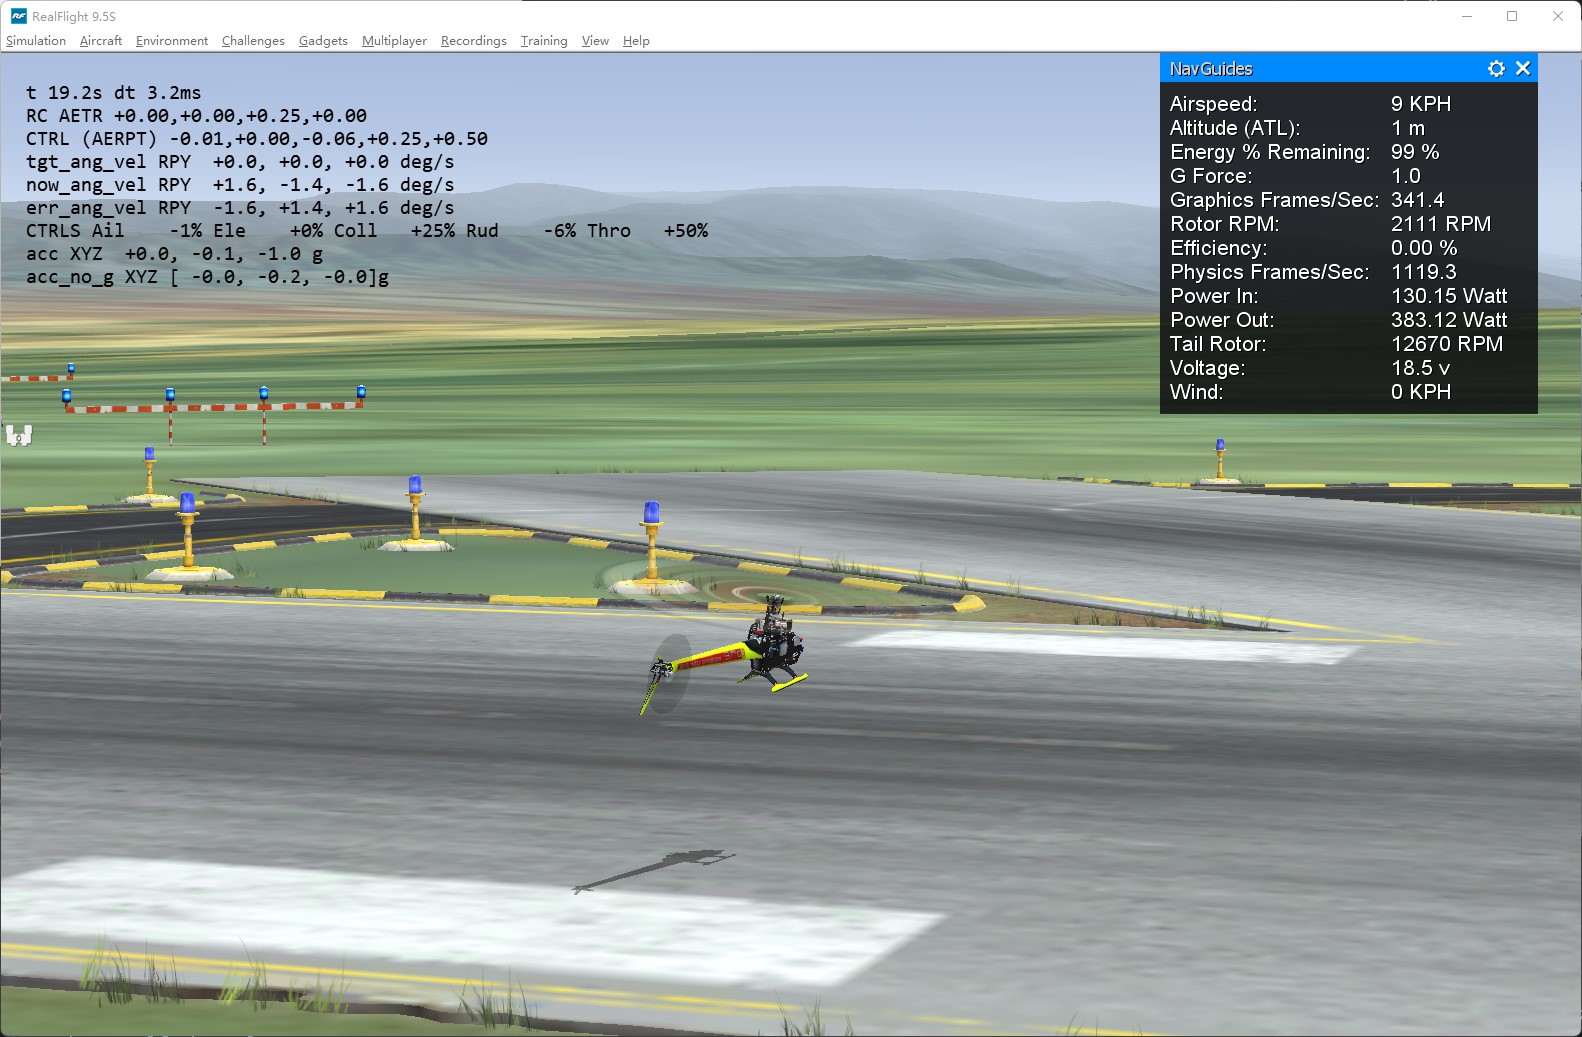 RealFlight 9.5S
Simulation Aircraft Environment Challenges Gadgets Multiplayer Recordings Training View Help
t 19.2s dt 3.2ms
RC AETR +0.00,+0.00,+0.25,+0.00
CTRL (AERPT) -0.01,+0.00,-0.06,+0.25,+0.50
tgt_ang_vel RPY +0.0, +0.0, +0.0 deg/s
now_ang_vel RPY +1.6, -1.4, -1.6 deg/s
err_ang_vel RPY -1.6, +1.4, +1.6 deg/s
CTRLS Ail -1% Ele +0% Coll +25% Rud -6% Thro +50%
acc XYZ +0.0, -0.1, -1.0 g
acc_no_g XYZ [ -0.0, -0.2, -0.0]g
NavGuides
Airspeed: 9 KPH
Altitude (ATL): 1 m
Energy % Remaining: 99 %
G Force: 1.0
Graphics Frames/Sec: 341.4
Rotor RPM: 2111 RPM
Efficiency: 0.00 %
Physics Frames/Sec: 1119.3
Power In: 130.15 Watt
Power Out: 383.12 Watt
Tail Rotor: 12670 RPM
Voltage: 18.5 v
Wind: 0 KPH